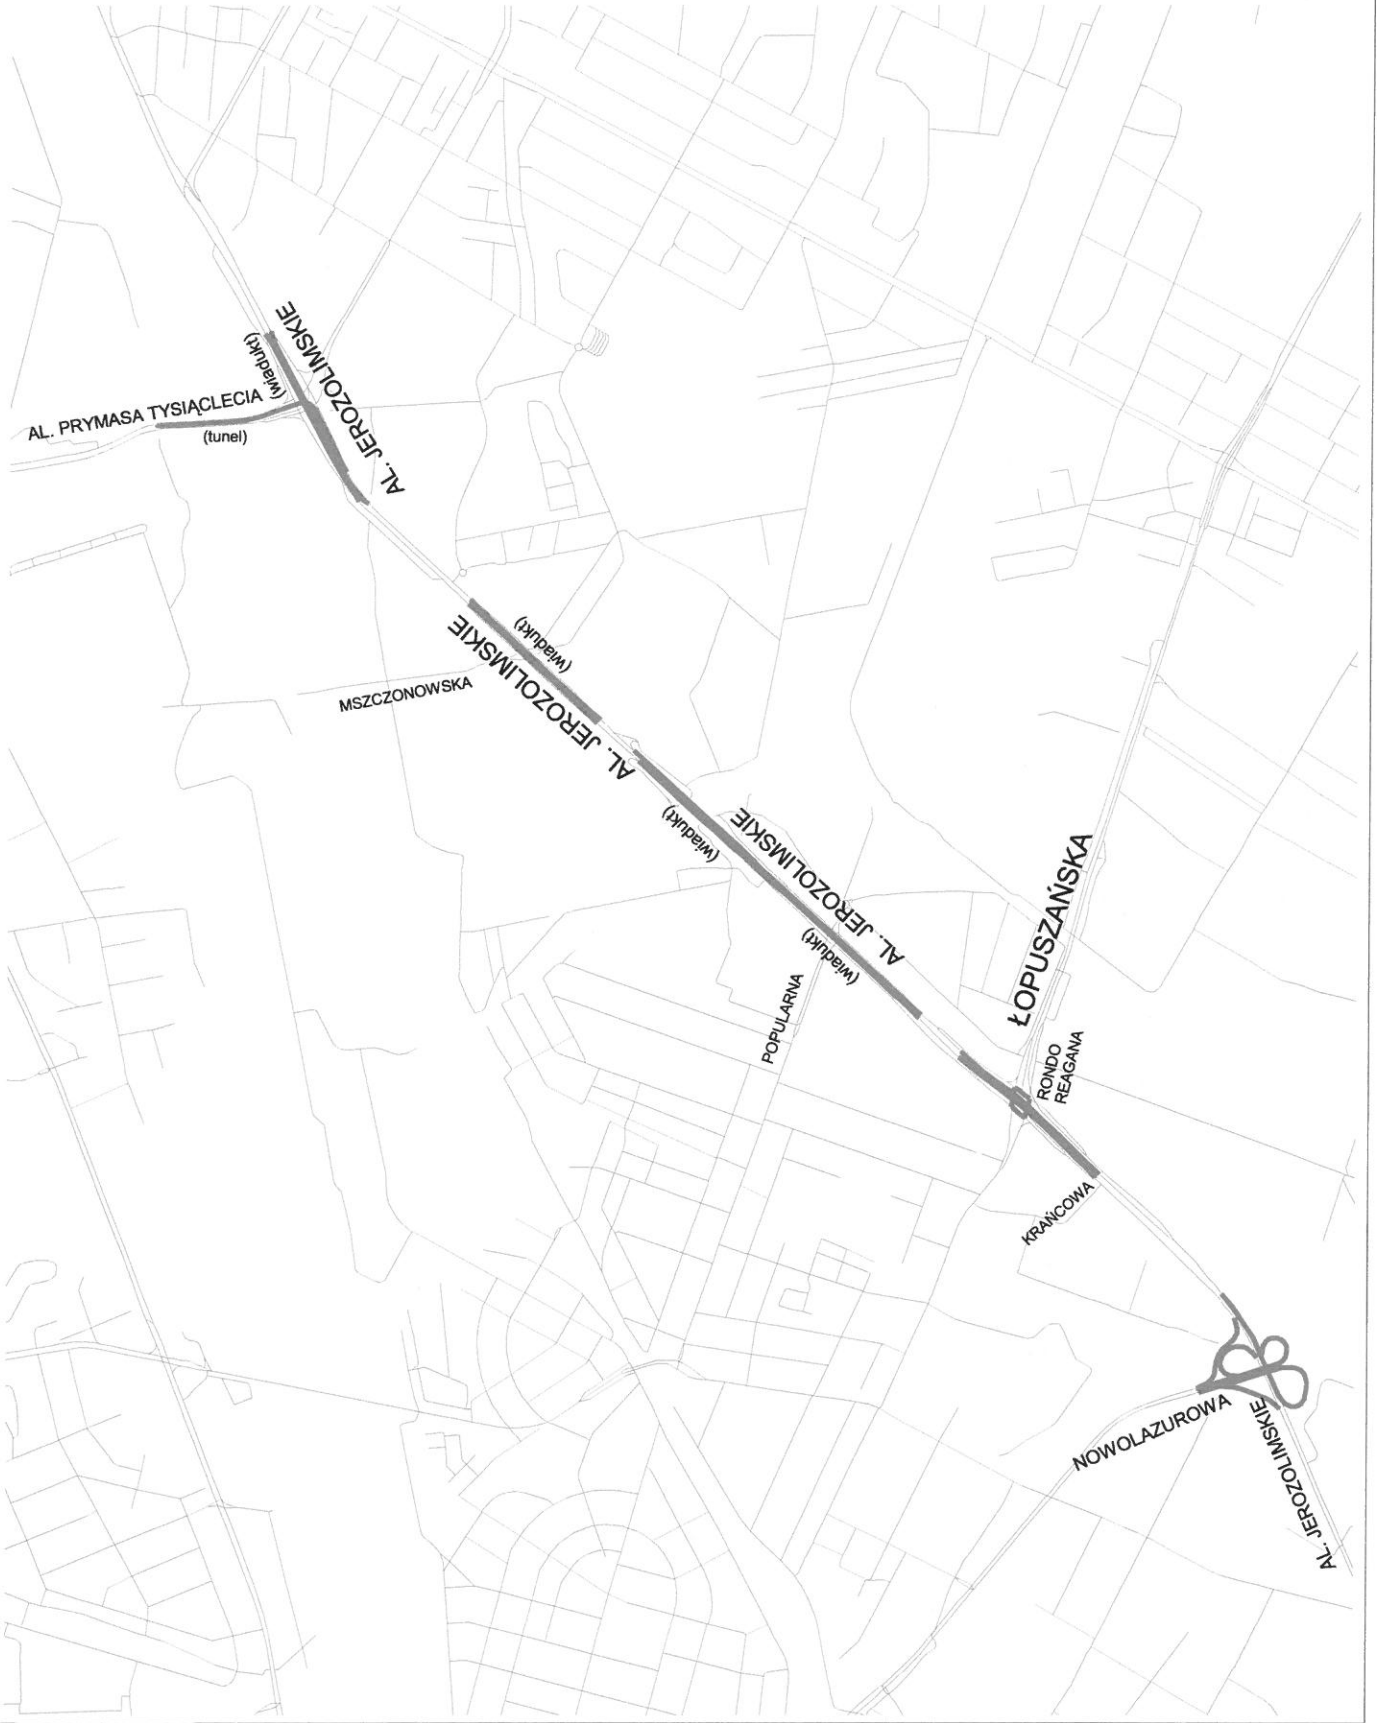 AL. JEROZOLIMSKIE
(wiadukt)
AL. PRYMASA TYSIĄCLECIA
(tunel)
(wiadukt)
AL. JEROZOLIMSKIE
MSZCZONOWSKA
(wiadukt)
AL. JEROZOLIMSKIE
(wiadukt)
ŁOPUSZAŃSKA
POPULARNA
RONDO
REAGANA
KRAŃCOWA
NOWOLAZUROWA
AL. JEROZOLIMSKIE